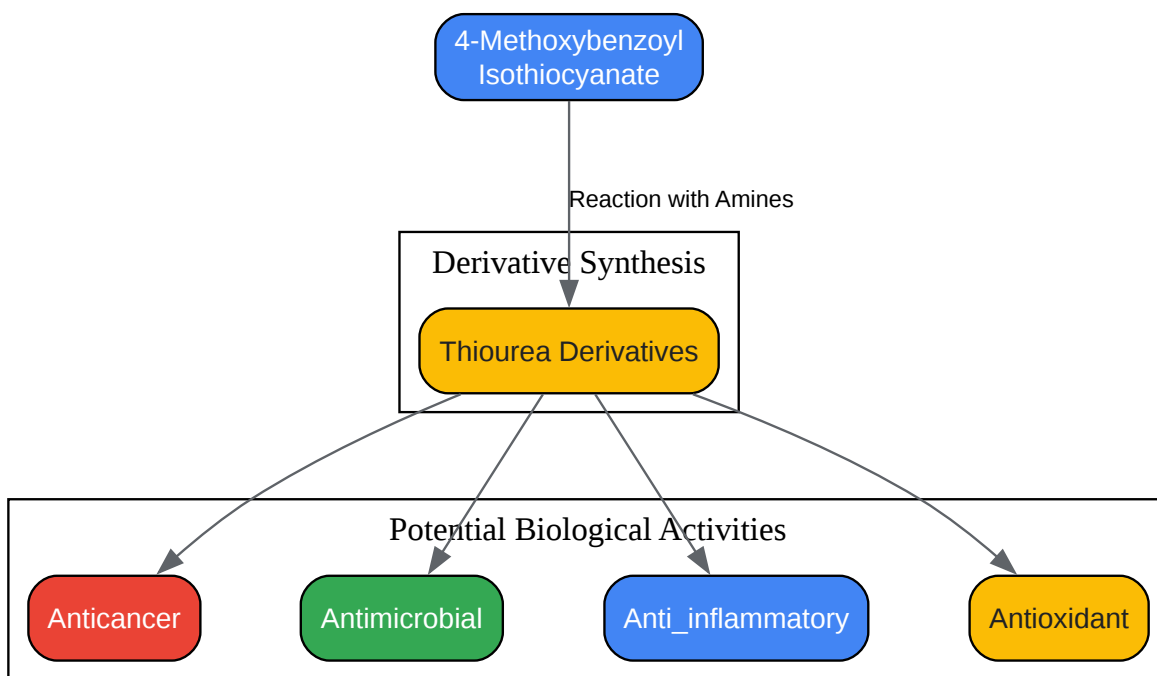 4-Methoxybenzoyl
Isothiocyanate
Reaction with Amines
Derivative Synthesis
Thiourea Derivatives
Potential Biological Activities
Anticancer
Antimicrobial
Anti_inflammatory
Antioxidant